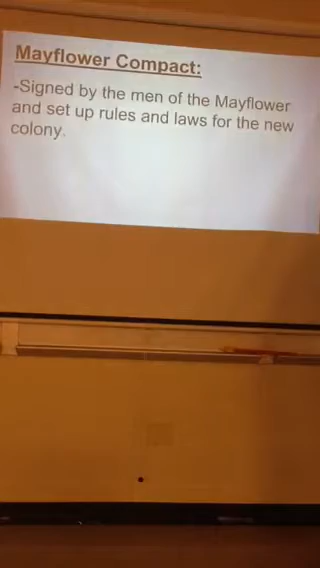 Mayflower Compact:
-Signed by the men of the Mayflower
and set up rules and laws for the new
colony.